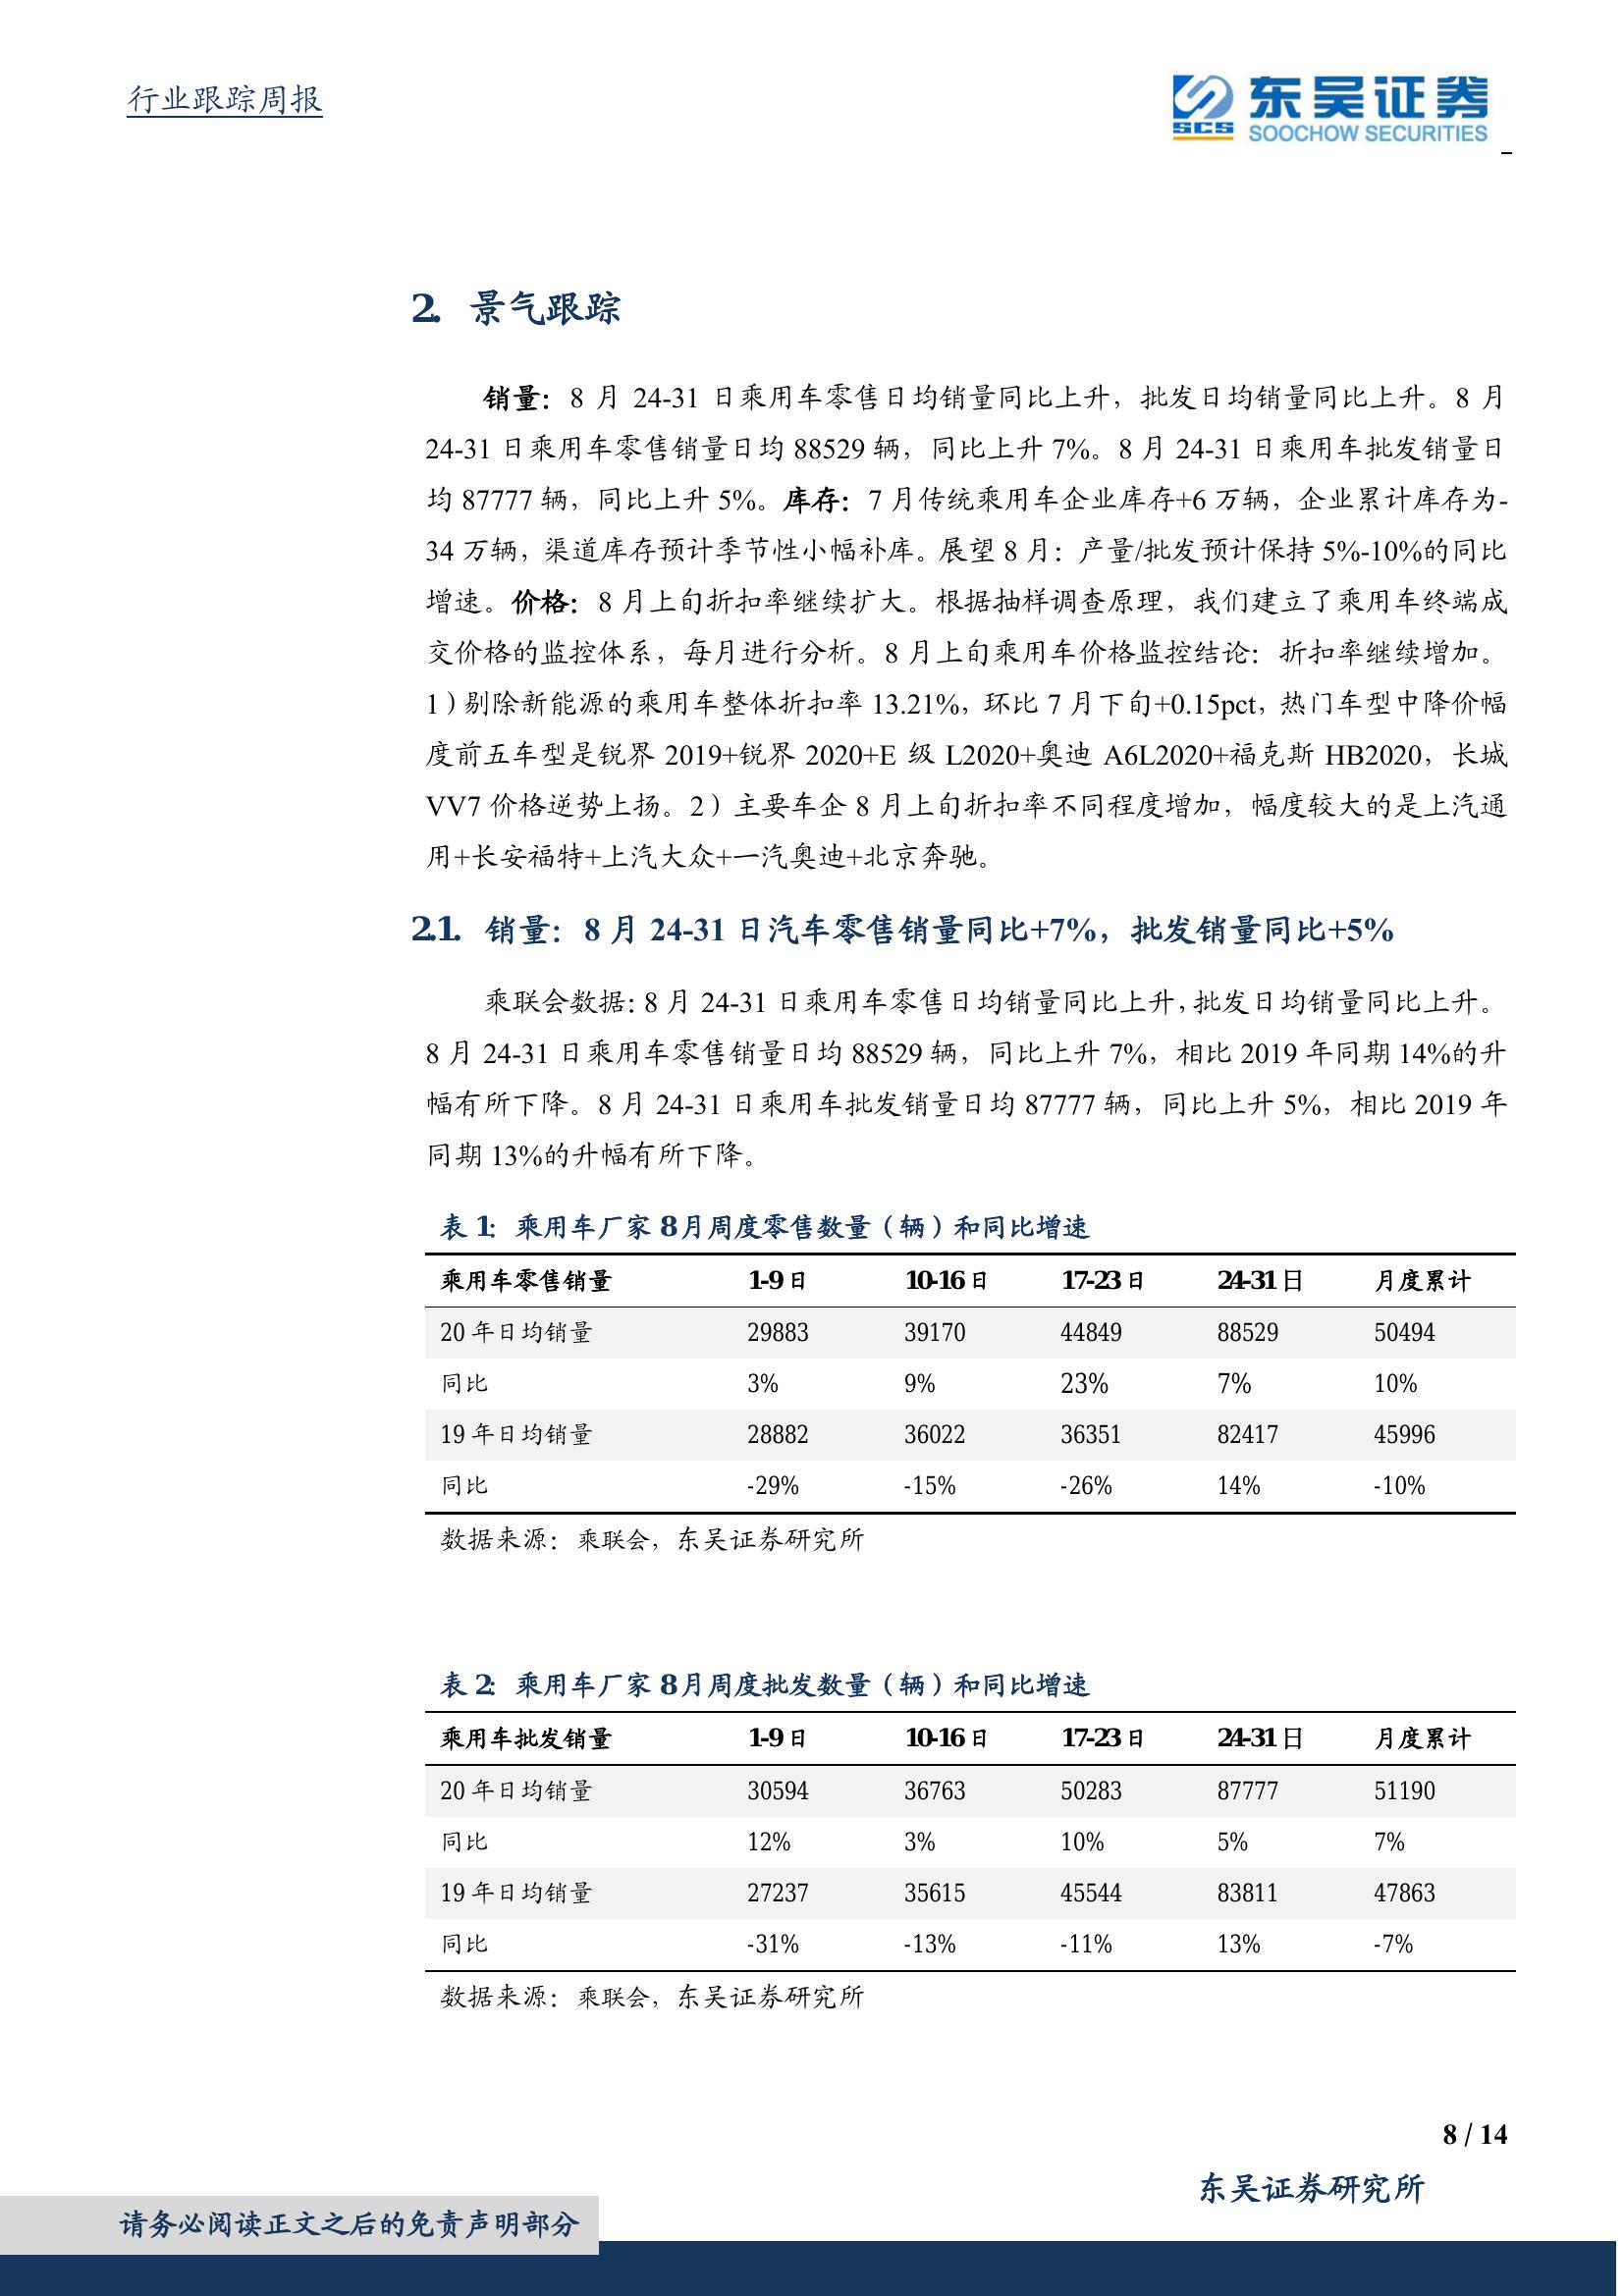 行业跟踪周报
SCS 东吴证券
SOOCHOW SECURITIES
2. 景气跟踪
销量：8 月 24-31 日乘用车零售日均销量同比上升，批发日均销量同比上升。8 月
24-31 日乘用车零售销量日均 88529 辆，同比上升 7%。8 月 24-31 日乘用车批发销量日
均 87777 辆，同比上升 5%。库存：7 月传统乘用车企业库存+6 万辆，企业累计库存为-
34 万辆，渠道库存预计季节性小幅补库。展望 8 月：产量/批发预计保持 5%-10%的同比
增速。价格：8 月上旬折扣率继续扩大。根据抽样调查原理，我们建立了乘用车终端成
交价格的监控体系，每月进行分析。8 月上旬乘用车价格监控结论：折扣率继续增加。
1）剔除新能源的乘用车整体折扣率 13.21%，环比 7 月下旬+0.15pct，热门车型中降价幅
度前五车型是锐界 2019+锐界 2020+E 级 L2020+奥迪 A6L2020+福克斯 HB2020，长城
VV7 价格逆势上扬。2）主要车企 8 月上旬折扣率不同程度增加，幅度较大的是上汽通
用+长安福特+上汽大众+一汽奥迪+北京奔驰。
2.1. 销量：8 月 24-31 日汽车零售销量同比+7%，批发销量同比+5%
乘联会数据：8 月 24-31 日乘用车零售日均销量同比上升，批发日均销量同比上升。
8 月 24-31 日乘用车零售销量日均 88529 辆，同比上升 7%，相比 2019 年同期 14%的升
幅有所下降。8 月 24-31 日乘用车批发销量日均 87777 辆，同比上升 5%，相比 2019 年
同期 13%的升幅有所下降。
表 1：乘用车厂家 8 月周度零售数量（辆）和同比增速
乘用车零售销量 1-9 日 10-16 日 17-23 日 24-31 日 月度累计
20 年日均销量 29883 39170 44849 88529 50494
同比 3% 9% 23% 7% 10%
19 年日均销量 28882 36022 36351 82417 45996
同比 -29% -15% -26% 14% -10%
数据来源：乘联会，东吴证券研究所
表 2：乘用车厂家 8 月周度批发数量（辆）和同比增速
乘用车批发销量 1-9 日 10-16 日 17-23 日 24-31 日 月度累计
20 年日均销量 30594 36763 50283 87777 51190
同比 12% 3% 10% 5% 7%
19 年日均销量 27237 35615 45544 83811 47863
同比 -31% -13% -11% 13% -7%
数据来源：乘联会，东吴证券研究所
8 / 14
东吴证券研究所
请务必阅读正文之后的免责声明部分